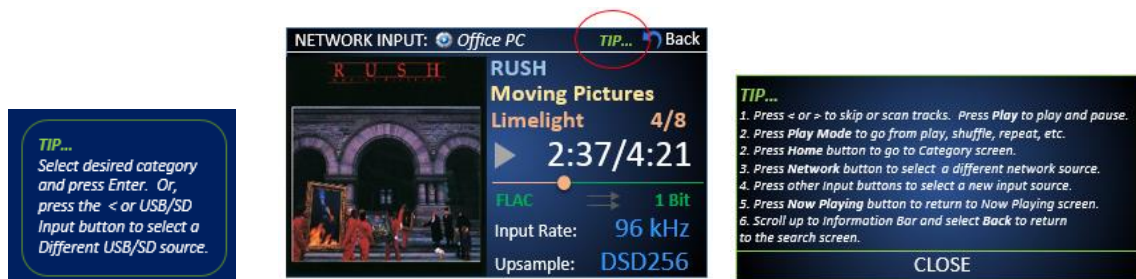 TIP...
Select desired category
and press Enter. Or,
press the < or USB/SD
Input button to select a
Different USB/SD source.
NETWORK INPUT: Office PC TIP... Back
RUSH
RUSH
Moving Pictures
Limelight 4/8
2:37/4:21
FLAC 1 Bit
Input Rate: 96 kHz
Upsample: DSD256
TIP...
1. Press < or > to skip or scan tracks. Press Play to play and pause.
2. Press Play Mode to go from play, shuffle, repeat, etc.
2. Press Home button to go to Category screen.
3. Press Network button to select a different network source.
4. Press other Input buttons to select a new input source.
5. Press Now Playing button to return to Now Playing screen.
6. Scroll up to Information Bar and select Back to return
to the search screen.
CLOSE